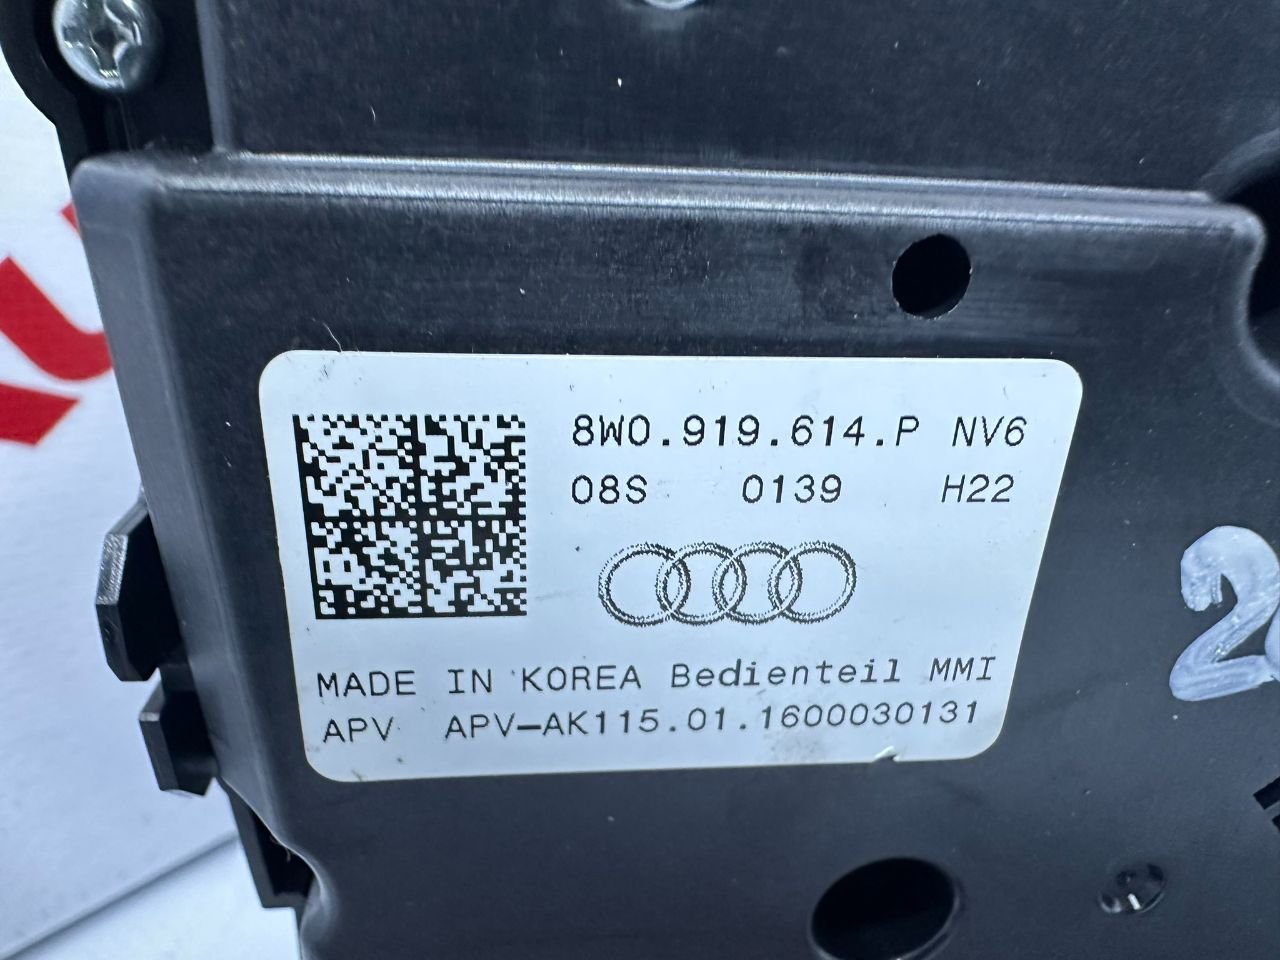 8W0.919.614.P NV6
08S 0139 H22
MADE IN KOREA Bedienteil MMI
APV APV-AK115.01.1600030131